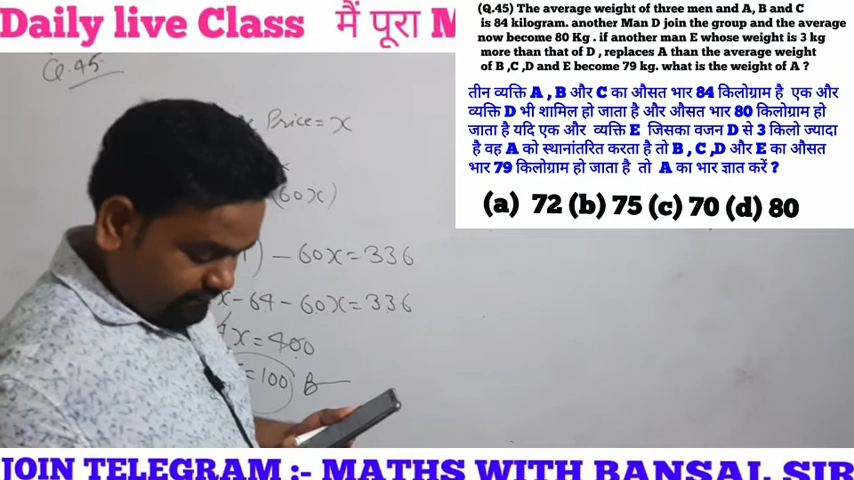 Daily live Class मैं पूरा M
(Q.45) The average weight of three men and A, B and C
is 84 kilogram. another Man D join the group and the average
now become 80 Kg . if another man E whose weight is 3 kg
more than that of D , replaces A than the average weight
of B ,C ,D and E become 79 kg. what is the weight of A ?
तीन व्यक्ति A , B और C का औसत भार 84 किलोग्राम है एक और
व्यक्ति D भी शामिल हो जाता है और औसत भार 80 किलोग्राम हो
जाता है यदि एक और व्यक्ति E जिसका वजन D से 3 किलो ज्यादा
है वह A को स्थानांतरित करता है तो B , C ,D और E का औसत
भार 79 किलोग्राम हो जाता है तो A का भार ज्ञात करें ?
(a) 72 (b) 75 (c) 70 (d) 80
Q.45
Price = x
60x)
) - 60x = 336
x - 64 - 60x = 336
x = 400
= 100 B
JOIN TELEGRAM :- MATHS WITH BANSAL SIR